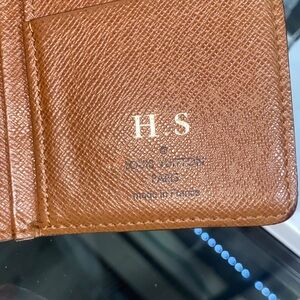 H S
®
LOUIS VUITTON
PARIS
made in France